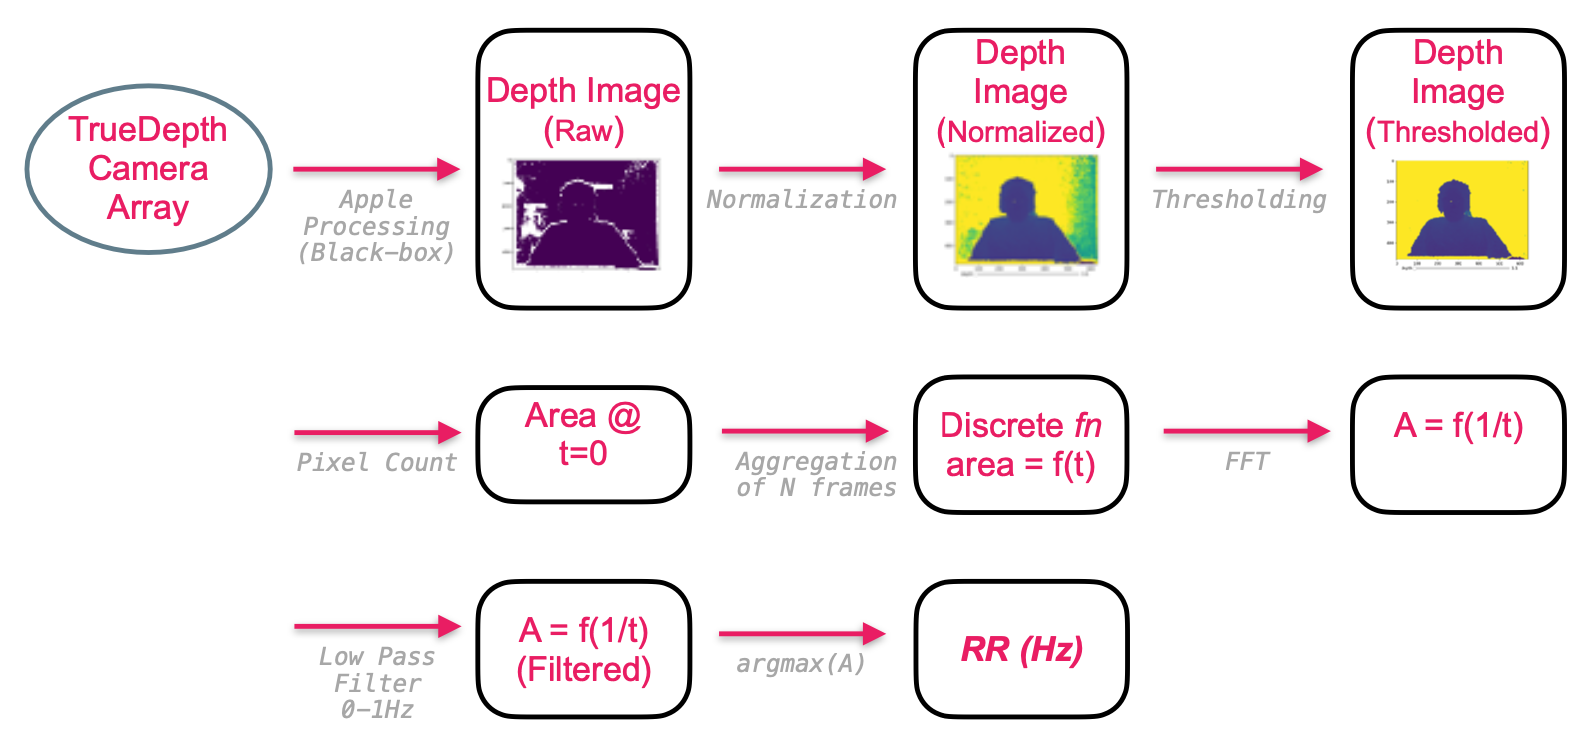 TrueDepth
Camera
Array
Apple
Processing
(Black-box)
Depth Image
(Raw)
Normalization
Depth
Image
(Normalized)
Thresholding
Depth
Image
(Thresholded)
Pixel Count
Area @
t=0
Aggregation
of N frames
Discrete fn
area = f(t)
FFT
A = f(1/t)
Low Pass
Filter
0-1Hz
A = f(1/t)
(Filtered)
argmax(A)
RR (Hz)